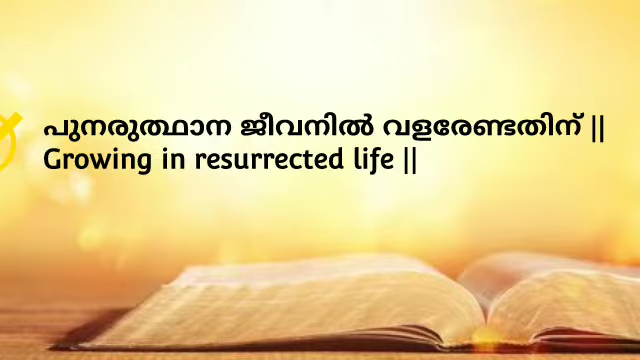 പുനരുത്ഥാന ജീവനിൽ വളരേണ്ടതിന് ||
Growing in resurrected life ||